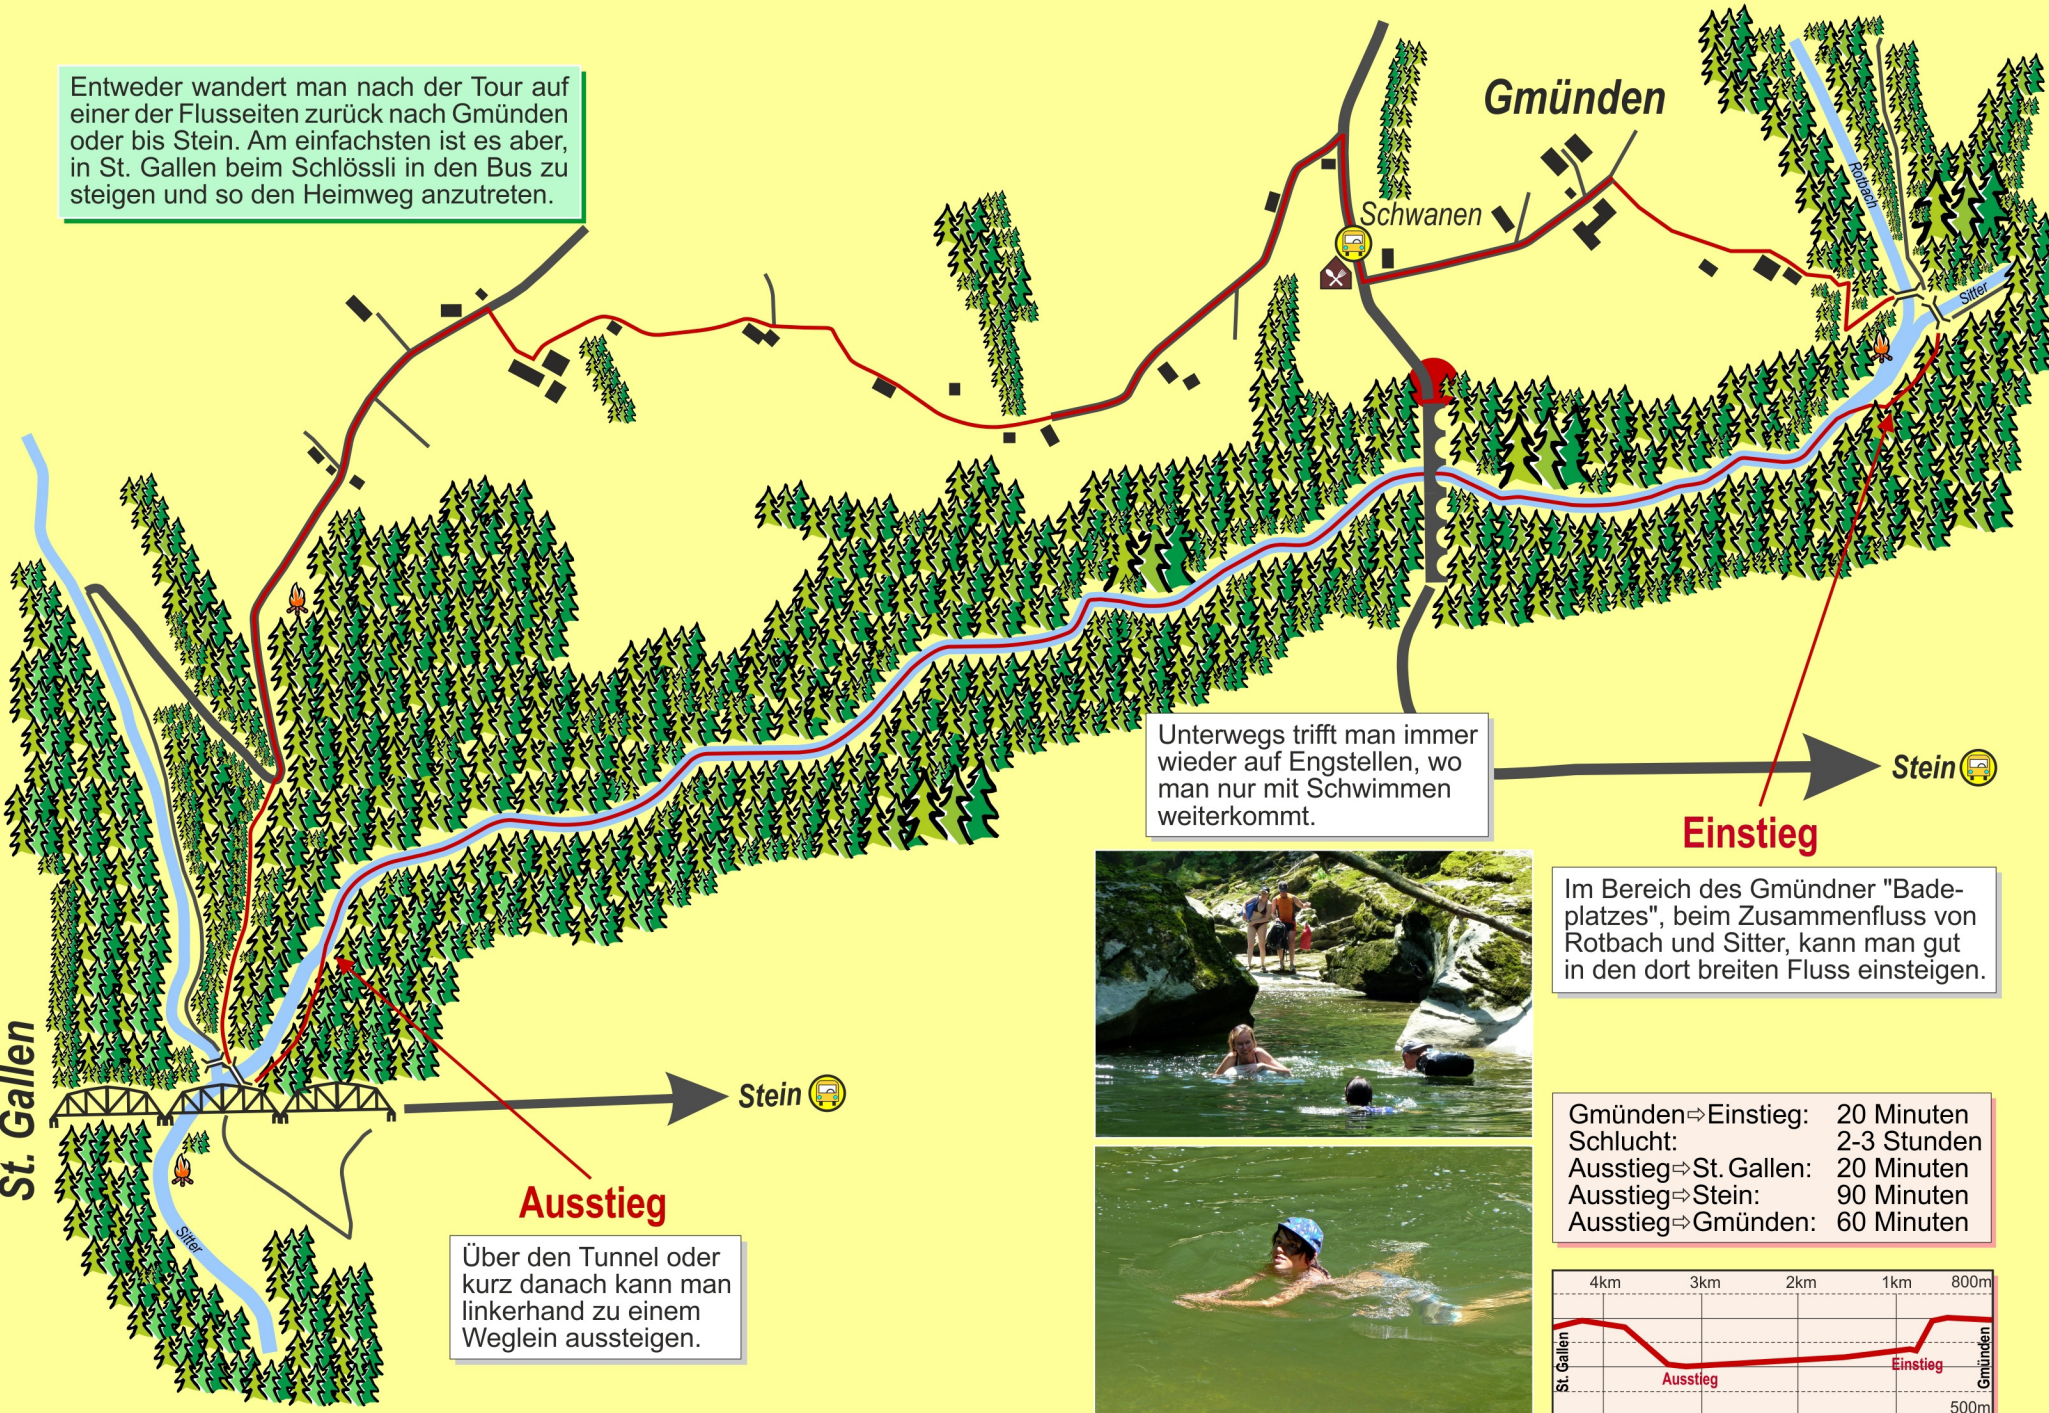 Entweder wandert man nach der Tour auf
einer der Flusseiten zurück nach Gmünden
oder bis Stein. Am einfachsten ist es aber,
in St. Gallen beim Schlössli in den Bus zu
steigen und so den Heimweg anzutreten.
Gmünden
Schwanen
Rotbach
Sitter
Unterwegs trifft man immer
wieder auf Engstellen, wo
man nur mit Schwimmen
weiterkommt.
Stein
Einstieg
Im Bereich des Gmündner "Bade-
platzes", beim Zusammenfluss von
Rotbach und Sitter, kann man gut
in den dort breiten Fluss einsteigen.
St. Gallen
Stein
Ausstieg
Über den Tunnel oder
kurz danach kann man
linkerhand zu einem
Weglein aussteigen.
Sitter
Gmünden⇨Einstieg: 20 Minuten
Schlucht: 2-3 Stunden
Ausstieg⇨St. Gallen: 20 Minuten
Ausstieg⇨Stein: 90 Minuten
Ausstieg⇨Gmünden: 60 Minuten
4km 3km 2km 1km 800m
St. Gallen
Ausstieg
Einstieg
Gmünden
500m